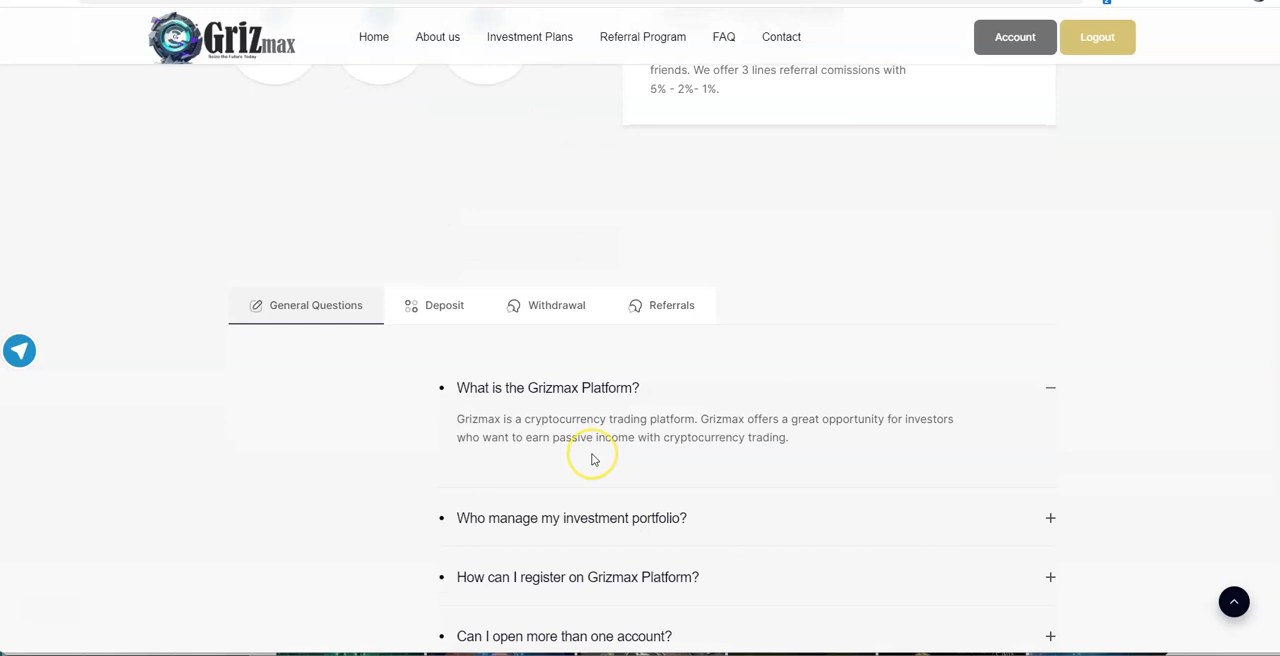 Grizmax
Home
About us
Investment Plans
Referral Program
FAQ
Contact
Account
Logout
friends. We offer 3 lines referral comissions with
5% - 2%- 1%.
General Questions
Deposit
Withdrawal
Referrals
What is the Grizmax Platform?
Grizmax is a cryptocurrency trading platform. Grizmax offers a great opportunity for investors
who want to earn passive income with cryptocurrency trading.
Who manage my investment portfolio?
How can I register on Grizmax Platform?
Can I open more than one account?